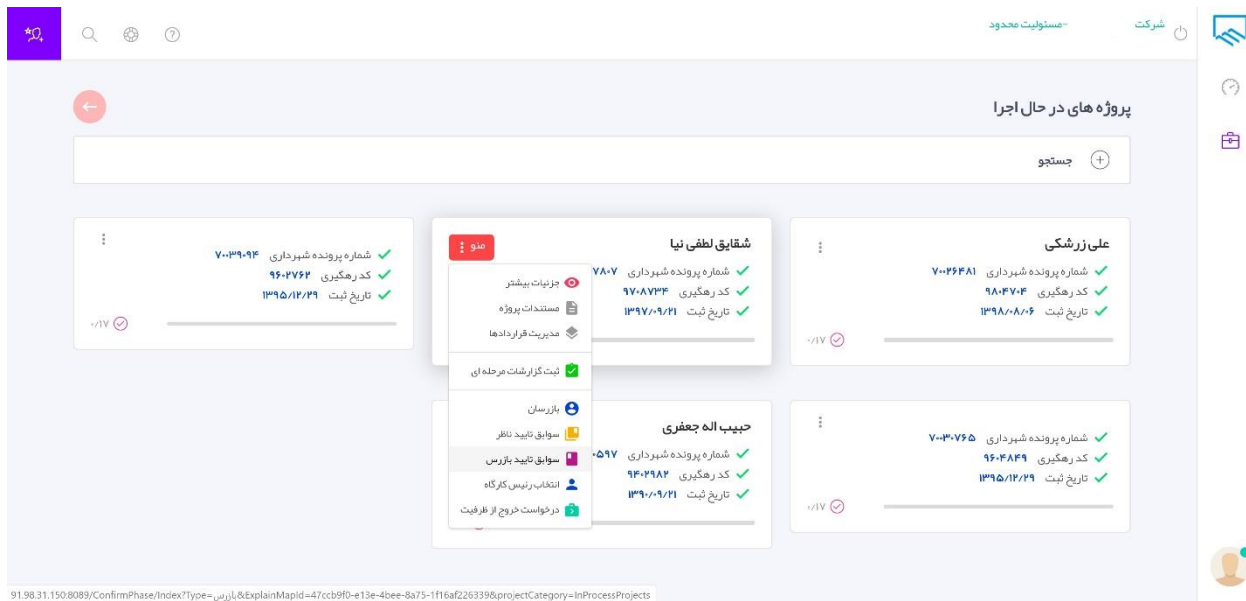 شرکت -مسئولیت محدود
پروژه های در حال اجرا
جستجو
علی زرشکی
شماره پرونده شهرداری ۷۰۰۲۶۴۸۱
کد رهگیری ۹۸۰۴۷۰۴
تاریخ ثبت ۱۳۹۸/۰۸/۰۶
۰/۱۷
شقایق لطفی نیا
منو
شماره پرونده شهرداری ۷۸۰۷
کد رهگیری ۹۷۰۸۷۳۴
تاریخ ثبت ۱۳۹۷/۰۹/۲۱
جزئیات بیشتر
مستندات پروژه
مدیریت قراردادها
ثبت گزارشات مرحله ای
بازرسان
سوابق تایید ناظر
سوابق تایید بازرس
انتخاب رئیس کارگاه
درخواست خروج از ظرفیت
شماره پرونده شهرداری ۷۰۰۳۹۰۹۴
کد رهگیری ۹۶۰۲۷۶۲
تاریخ ثبت ۱۳۹۵/۱۲/۲۹
۰/۱۷
شماره پرونده شهرداری ۷۰۰۳۰۷۶۵
کد رهگیری ۹۶۰۴۸۴۹
تاریخ ثبت ۱۳۹۵/۱۲/۲۹
۰/۱۷
حبیب اله جعفری
شماره پرونده شهرداری ۰۵۹۷
کد رهگیری ۹۴۰۲۹۸۲
تاریخ ثبت ۱۳۹۰/۰۹/۲۱
91.98.31.150:8089/ConfirmPhase/Index?Type=بازرس&ExplainMapId=47ccb9f0-e13e-4bee-8a75-1f16af226339&projectCategory=InProcessProjects